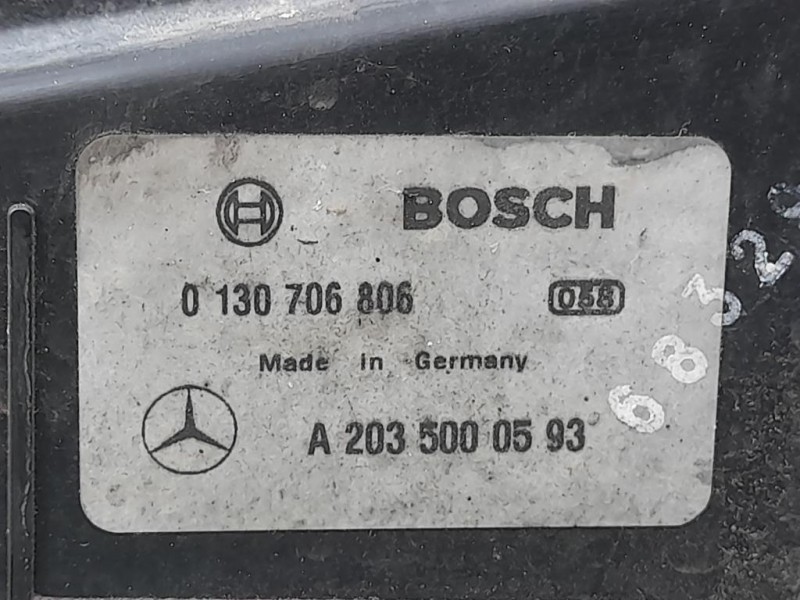 BOSCH
0 130 706 806 058
Made in Germany
A 203 500 05 93